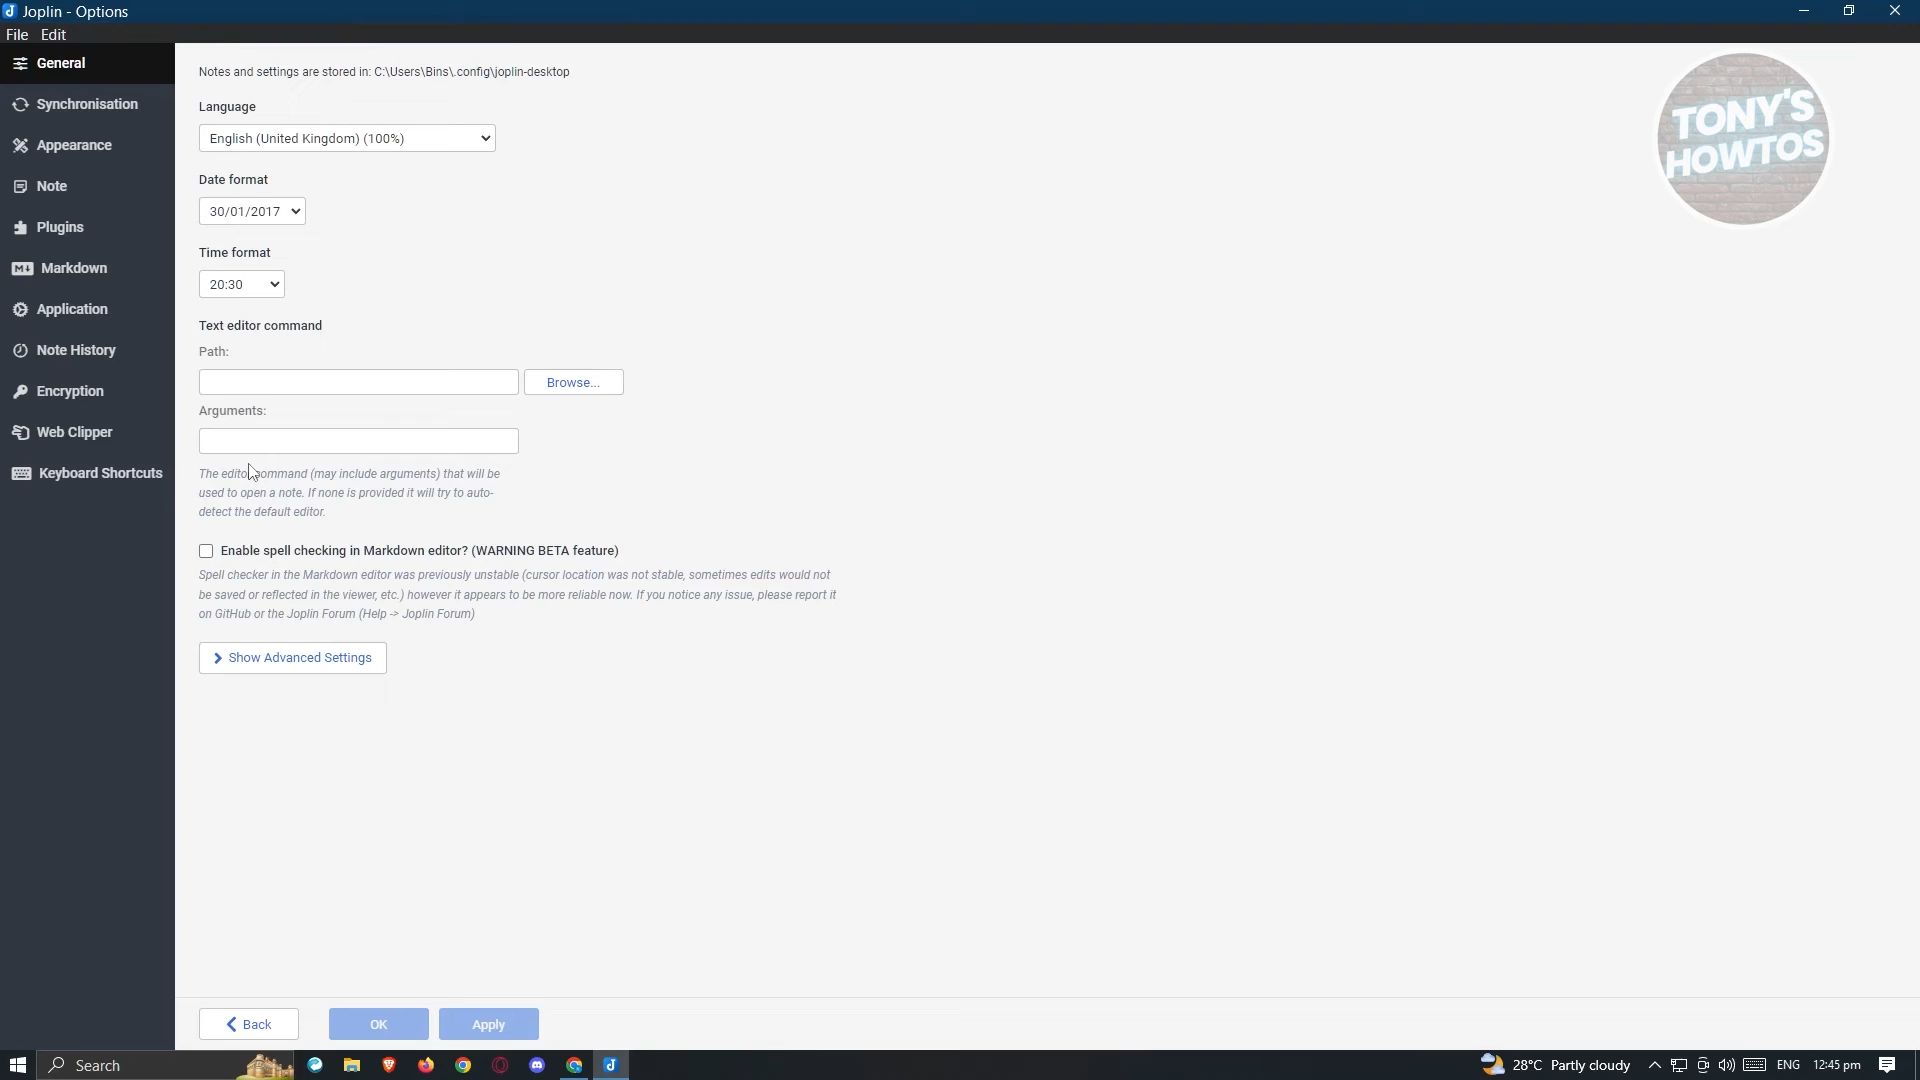 Joplin - Options
File Edit
General
Synchronisation
Appearance
Note
Plugins
Markdown
Application
Note History
Encryption
Web Clipper
Keyboard Shortcuts
Notes and settings are stored in: C:\Users\Bins\.config\joplin-desktop
Language
English (United Kingdom) (100%)
Date format
30/01/2017
Time format
20:30
Text editor command
Path:
Browse...
Arguments:
The editor command (may include arguments) that will be
used to open a note. If none is provided it will try to auto-
detect the default editor.
Enable spell checking in Markdown editor? (WARNING BETA feature)
Spell checker in the Markdown editor was previously unstable (cursor location was not stable, sometimes edits would not
be saved or reflected in the viewer, etc.) however it appears to be more reliable now. If you notice any issue, please report it
on GitHub or the Joplin Forum (Help -> Joplin Forum)
Show Advanced Settings
Back
OK
Apply
TONY'S
HOWTOS
Search
28°C Partly cloudy
ENG
12:45 pm